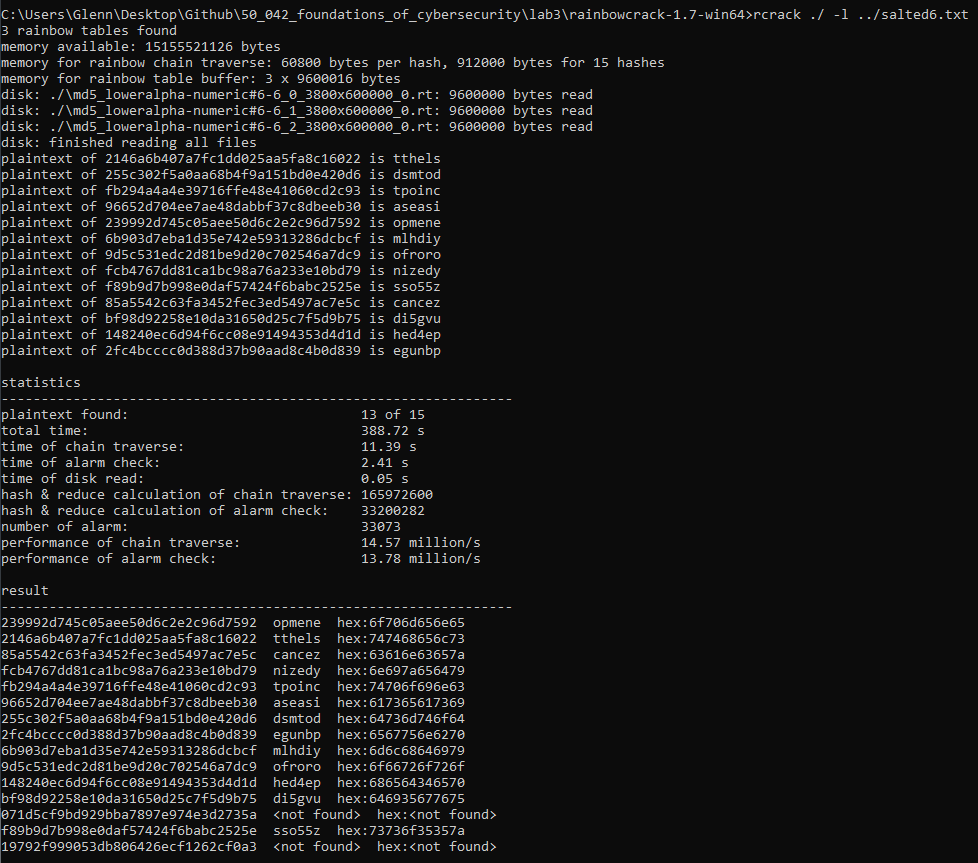 C:\Users\Glenn\Desktop\Github\50_042_foundations_of_cybersecurity\lab3\rainbowcrack-1.7-win64>rcrack ./ -l ../salted6.txt
3 rainbow tables found
memory available: 15155521126 bytes
memory for rainbow chain traverse: 60800 bytes per hash, 912000 bytes for 15 hashes
memory for rainbow table buffer: 3 x 9600016 bytes
disk: ./\md5_loweralpha-numeric#6-6_0_3800x600000_0.rt: 9600000 bytes read
disk: ./\md5_loweralpha-numeric#6-6_1_3800x600000_0.rt: 9600000 bytes read
disk: ./\md5_loweralpha-numeric#6-6_2_3800x600000_0.rt: 9600000 bytes read
disk: finished reading all files
plaintext of 2146a6b407a7fc1dd025aa5fa8c16022 is tthels
plaintext of 255c302f5a0aa68b4f9a151bd0e420d6 is dsmtod
plaintext of fb294a4a4e39716ffe48e41060cd2c93 is tpoinc
plaintext of 96652d704ee7ae48dabbf37c8dbeeb30 is aseasi
plaintext of 239992d745c05aee50d6c2e2c96d7592 is opmene
plaintext of 6b903d7eba1d35e742e59313286dcbcf is mlhdiy
plaintext of 9d5c531edc2d81be9d20c702546a7dc9 is ofroro
plaintext of fcb4767dd81ca1bc98a76a233e10bd79 is nizedy
plaintext of f89b9d7b998e0daf57424f6babc2525e is sso55z
plaintext of 85a5542c63fa3452fec3ed5497ac7e5c is cancez
plaintext of bf98d92258e10da31650d25c7f5d9b75 is di5gvu
plaintext of 148240ec6d94f6cc08e91494353d4d1d is hed4ep
plaintext of 2fc4bcccc0d388d37b90aad8c4b0d839 is egunbp
statistics
----------------------------------------------------------------
plaintext found: 13 of 15
total time: 388.72 s
time of chain traverse: 11.39 s
time of alarm check: 2.41 s
time of disk read: 0.05 s
hash & reduce calculation of chain traverse: 165972600
hash & reduce calculation of alarm check: 33200282
number of alarm: 33073
performance of chain traverse: 14.57 million/s
performance of alarm check: 13.78 million/s
result
----------------------------------------------------------------
239992d745c05aee50d6c2e2c96d7592 opmene hex:6f706d656e65
2146a6b407a7fc1dd025aa5fa8c16022 tthels hex:747468656c73
85a5542c63fa3452fec3ed5497ac7e5c cancez hex:63616e63657a
fcb4767dd81ca1bc98a76a233e10bd79 nizedy hex:6e697a656479
fb294a4a4e39716ffe48e41060cd2c93 tpoinc hex:74706f696e63
96652d704ee7ae48dabbf37c8dbeeb30 aseasi hex:617365617369
255c302f5a0aa68b4f9a151bd0e420d6 dsmtod hex:64736d746f64
2fc4bcccc0d388d37b90aad8c4b0d839 egunbp hex:6567756e6270
6b903d7eba1d35e742e59313286dcbcf mlhdiy hex:6d6c68646979
9d5c531edc2d81be9d20c702546a7dc9 ofroro hex:6f66726f726f
148240ec6d94f6cc08e91494353d4d1d hed4ep hex:686564346570
bf98d92258e10da31650d25c7f5d9b75 di5gvu hex:646935677675
071d5cf9bd929bba7897e974e3d2735a <not found> hex:<not found>
f89b9d7b998e0daf57424f6babc2525e sso55z hex:73736f35357a
19792f999053db806426ecf1262cf0a3 <not found> hex:<not found>